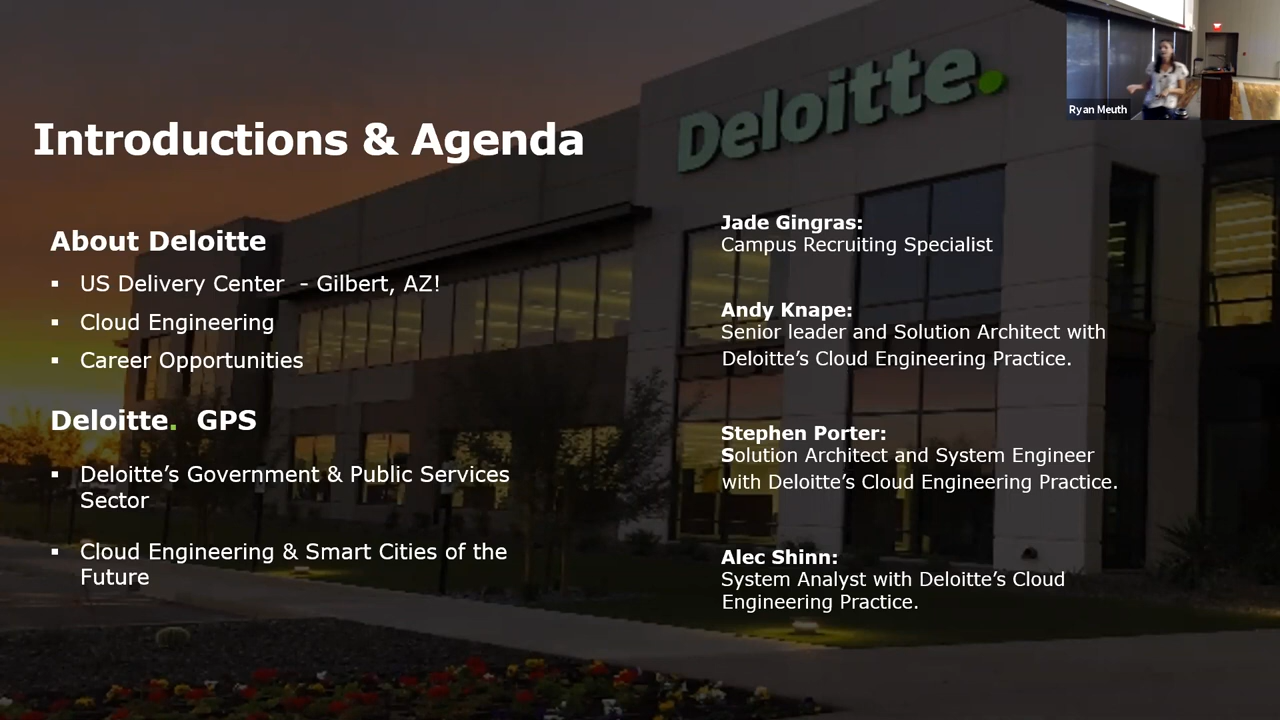 Deloitte.
Ryan Meuth
Introductions & Agenda
About Deloitte
▪ US Delivery Center - Gilbert, AZ!
▪ Cloud Engineering
▪ Career Opportunities
Deloitte. GPS
▪ Deloitte’s Government & Public Services
Sector
▪ Cloud Engineering & Smart Cities of the
Future
Jade Gingras:
Campus Recruiting Specialist
Andy Knape:
Senior leader and Solution Architect with
Deloitte’s Cloud Engineering Practice.
Stephen Porter:
Solution Architect and System Engineer
with Deloitte’s Cloud Engineering Practice.
Alec Shinn:
System Analyst with Deloitte’s Cloud
Engineering Practice.